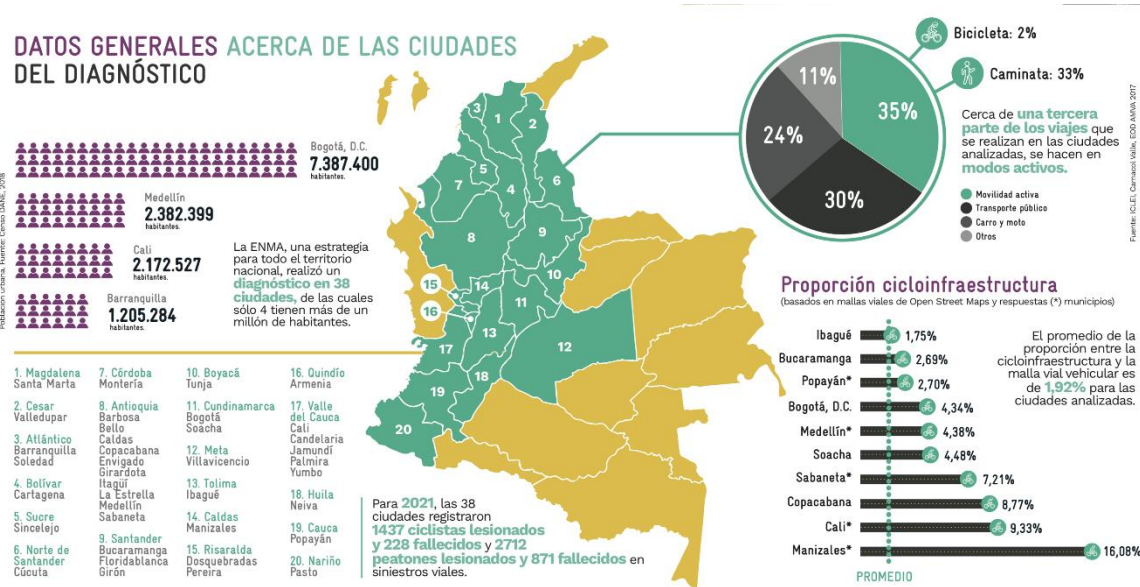 DATOS GENERALES ACERCA DE LAS CIUDADES
DEL DIAGNÓSTICO
Población urbana. Fuente: Censo DANE, 2018
Bogotá, D.C.
7.387.400
habitantes.
Medellín
2.382.399
habitantes.
Cali
2.172.527
habitantes.
Barranquilla
1.205.284
habitantes.
La ENMA, una estrategia
para todo el territorio
nacional, realizó un
diagnóstico en 38
ciudades, de las cuales
sólo 4 tienen más de un
millón de habitantes.
1. Magdalena
Santa Marta
2. Cesar
Valledupar
3. Atlántico
Barranquilla
Soledad
4. Bolívar
Cartagena
5. Sucre
Sincelejo
6. Norte de
Santander
Cúcuta
7. Córdoba
Montería
8. Antioquia
Barbosa
Bello
Caldas
Copacabana
Envigado
Girardota
Itagüí
La Estrella
Medellín
Sabaneta
9. Santander
Bucaramanga
Floridablanca
Girón
10. Boyacá
Tunja
11. Cundinamarca
Bogotá
Soacha
12. Meta
Villavicencio
13. Tolima
Ibagué
14. Caldas
Manizales
15. Risaralda
Dosquebradas
Pereira
16. Quindío
Armenia
17. Valle
del Cauca
Cali
Candelaria
Jamundí
Palmira
Yumbo
18. Huila
Neiva
19. Cauca
Popayán
20. Nariño
Pasto
1
2
3
4
5
6
7
8
9
10
11
12
13
14
15
16
17
18
19
20
Para 2021, las 38
ciudades registraron
1437 ciclistas lesionados
y 228 fallecidos y 2712
peatones lesionados y 871 fallecidos en
siniestros viales.
11%
35%
24%
30%
Bicicleta: 2%
Caminata: 33%
Cerca de una tercera
parte de los viajes que
se realizan en las ciudades
analizadas, se hacen en
modos activos.
Movilidad activa
Transporte público
Carro y moto
Otros
Fuente: ICLEI, Camacol Valle, EOD AMVA 2017
Proporción cicloinfraestructura
(basados en mallas viales de Open Street Maps y respuestas (*) municipios)
Ibagué 1,75%
Bucaramanga 2,69%
Popayán* 2,70%
Bogotá, D.C. 4,34%
Medellín* 4,38%
Soacha 4,48%
Sabaneta* 7,21%
Copacabana 8,77%
Cali* 9,33%
Manizales* 16,08%
PROMEDIO
El promedio de la
proporción entre la
cicloinfraestructura y la
malla vial vehicular es
de 1,92% para las
ciudades analizadas.